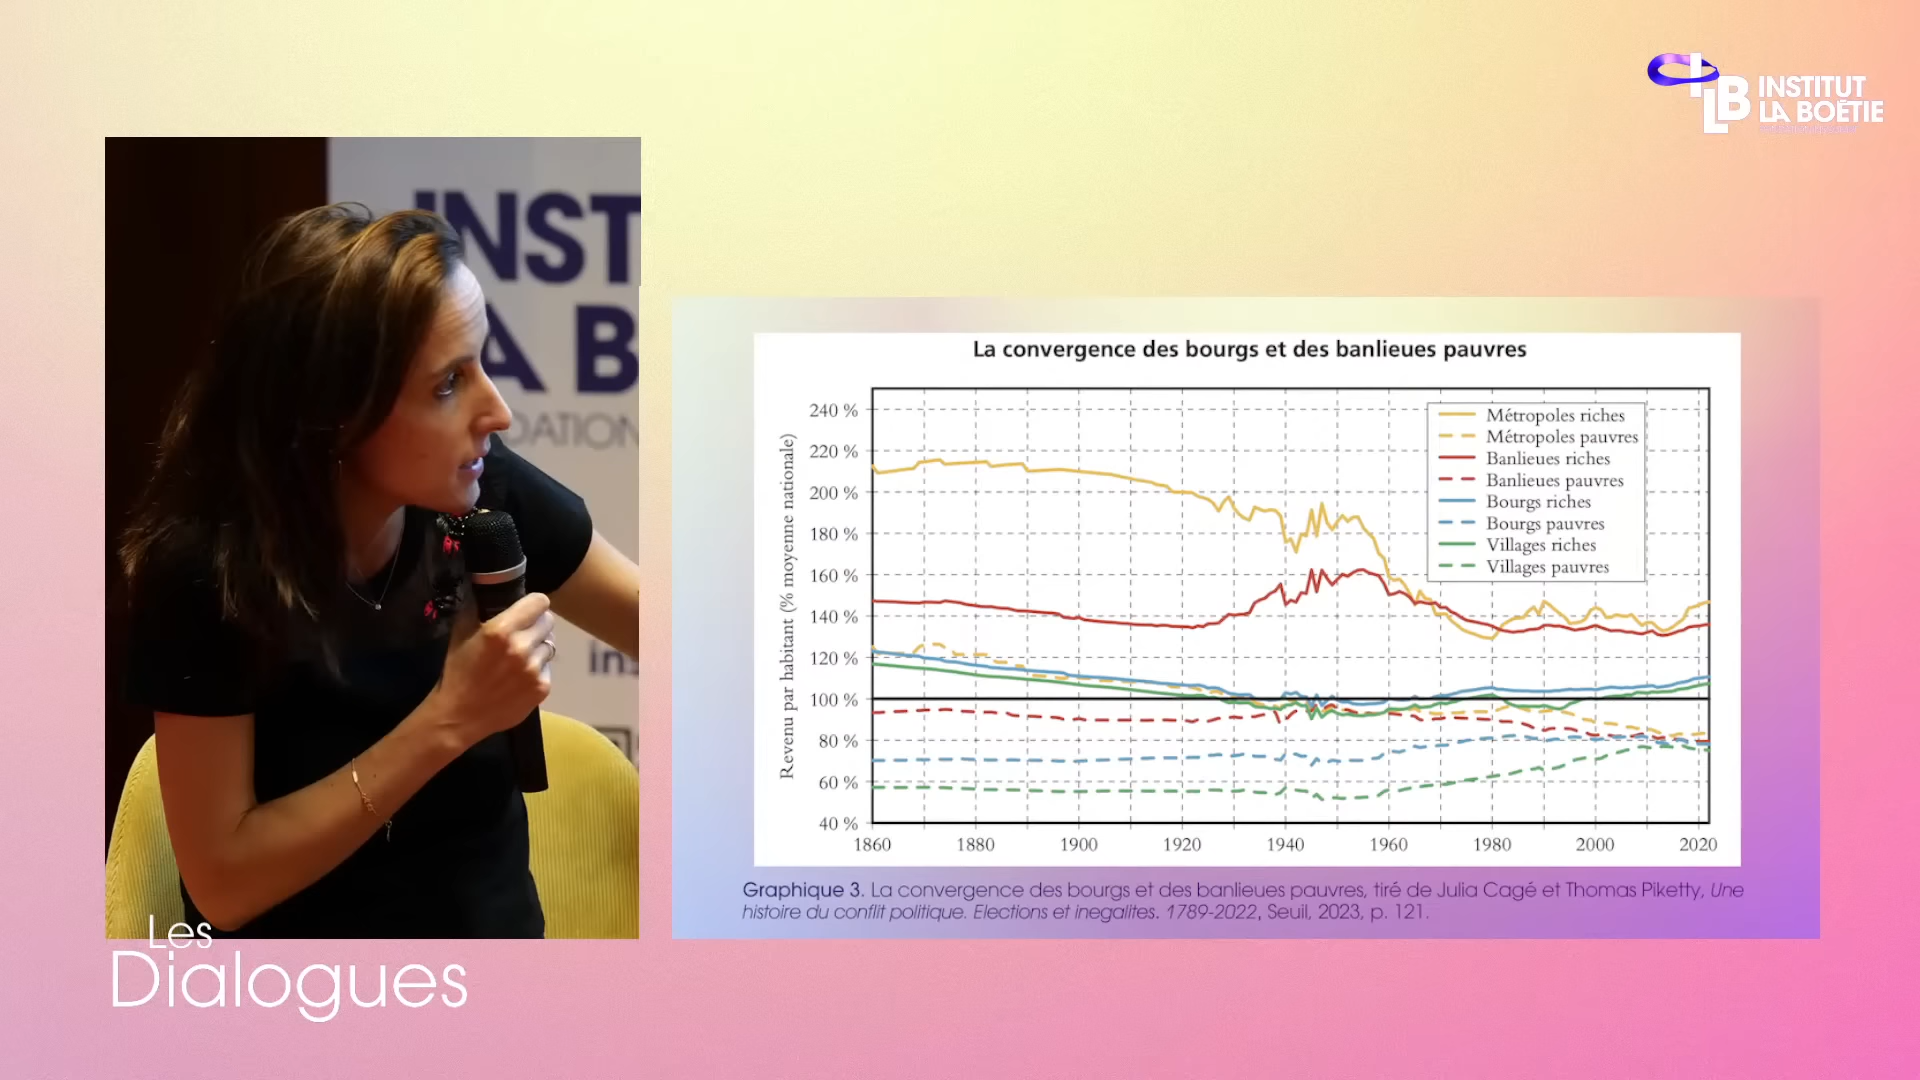 INSTITUT
LA BOÉTIE
ILB
INST
A B
DATION
in
La convergence des bourgs et des banlieues pauvres
Revenu par habitant (% moyenne nationale)
240 %
220 %
200 %
180 %
160 %
140 %
120 %
100 %
80 %
60 %
40 %
1860 1880 1900 1920 1940 1960 1980 2000 2020
Métropoles riches
Métropoles pauvres
Banlieues riches
Banlieues pauvres
Bourgs riches
Bourgs pauvres
Villages riches
Villages pauvres
Graphique 3. La convergence des bourgs et des banlieues pauvres, tiré de Julia Cagé et Thomas Piketty, Une
histoire du conflit politique. Elections et inegalites. 1789-2022, Seuil, 2023, p. 121.
Les
Dialogues